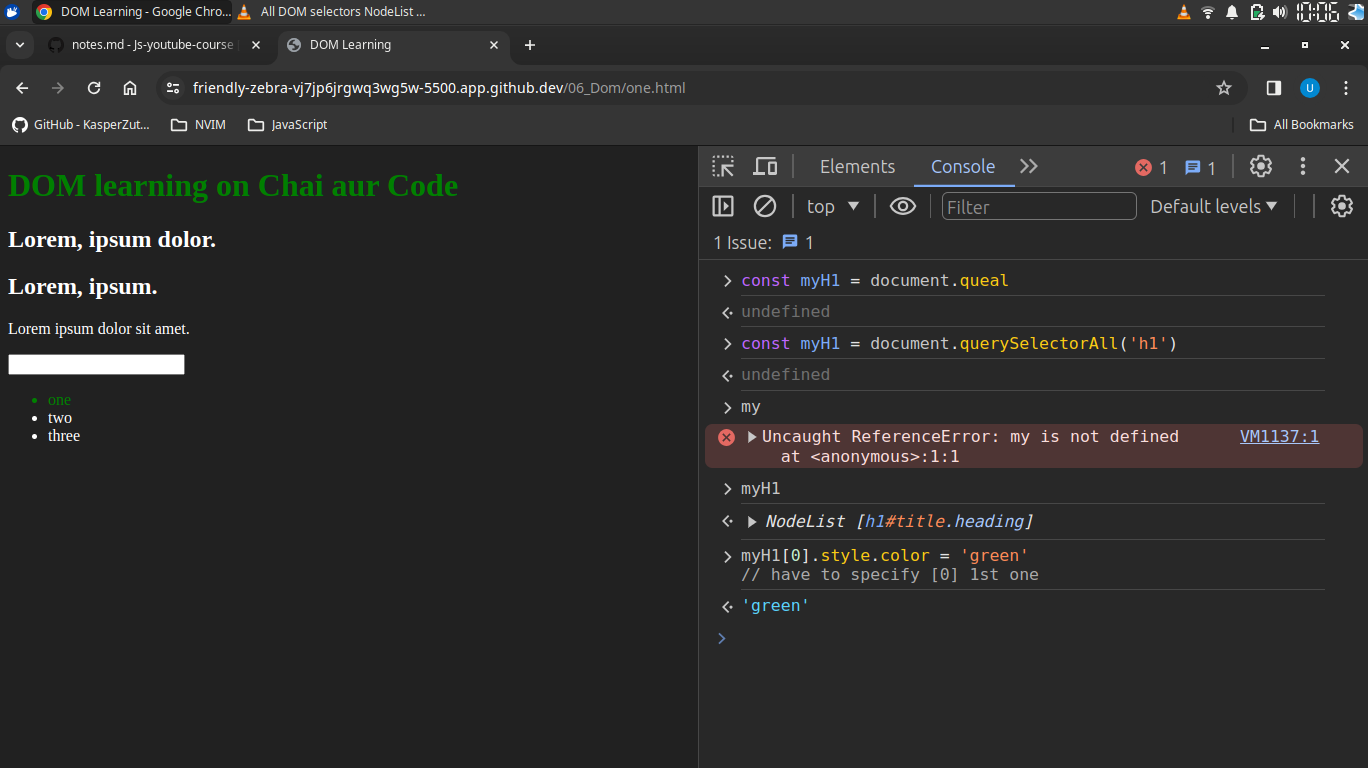 DOM Learning - Google Chro...
All DOM selectors NodeList ...
10:06
notes.md - Js-youtube-course
DOM Learning
friendly-zebra-vj7jp6jrgwq3wg5w-5500.app.github.dev/06_Dom/one.html
U
GitHub - KasperZut...
NVIM
JavaScript
All Bookmarks
DOM learning on Chai aur Code
Lorem, ipsum dolor.
Lorem, ipsum.
Lorem ipsum dolor sit amet.
one
two
three
Elements
Console
1
1
top
Filter
Default levels
1 Issue:
1
const myH1 = document.queal
undefined
const myH1 = document.querySelectorAll('h1')
undefined
my
Uncaught ReferenceError: my is not defined
VM1137:1
at <anonymous>:1:1
myH1
NodeList [h1#title.heading]
myH1[0].style.color = 'green'
// have to specify [0] 1st one
'green'